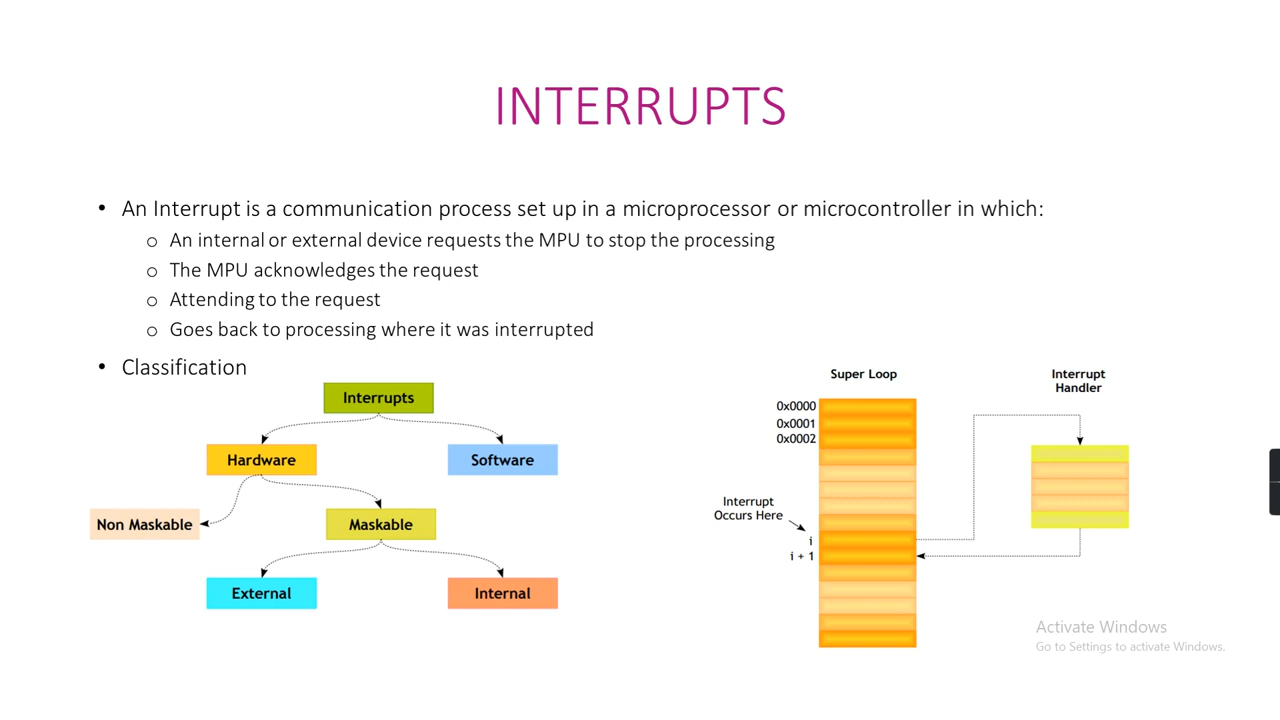 INTERRUPTS
• An Interrupt is a communication process set up in a microprocessor or microcontroller in which:
o An internal or external device requests the MPU to stop the processing
o The MPU acknowledges the request
o Attending to the request
o Goes back to processing where it was interrupted
• Classification
Interrupts
Hardware
Software
Non Maskable
Maskable
External
Internal
Super Loop
0x0000
0x0001
0x0002
Interrupt
Occurs Here
i
i + 1
Interrupt
Handler
Activate Windows
Go to Settings to activate Windows.